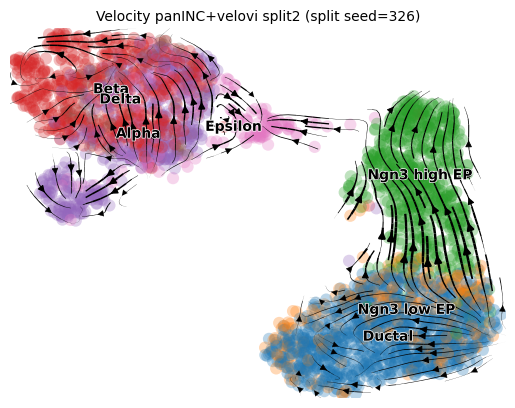 Velocity panINC+velovi split2 (split seed=326)
Beta
Delta
Epsilon
Alpha
Ngn3 high EP
Ngn3 low EP
Ductal